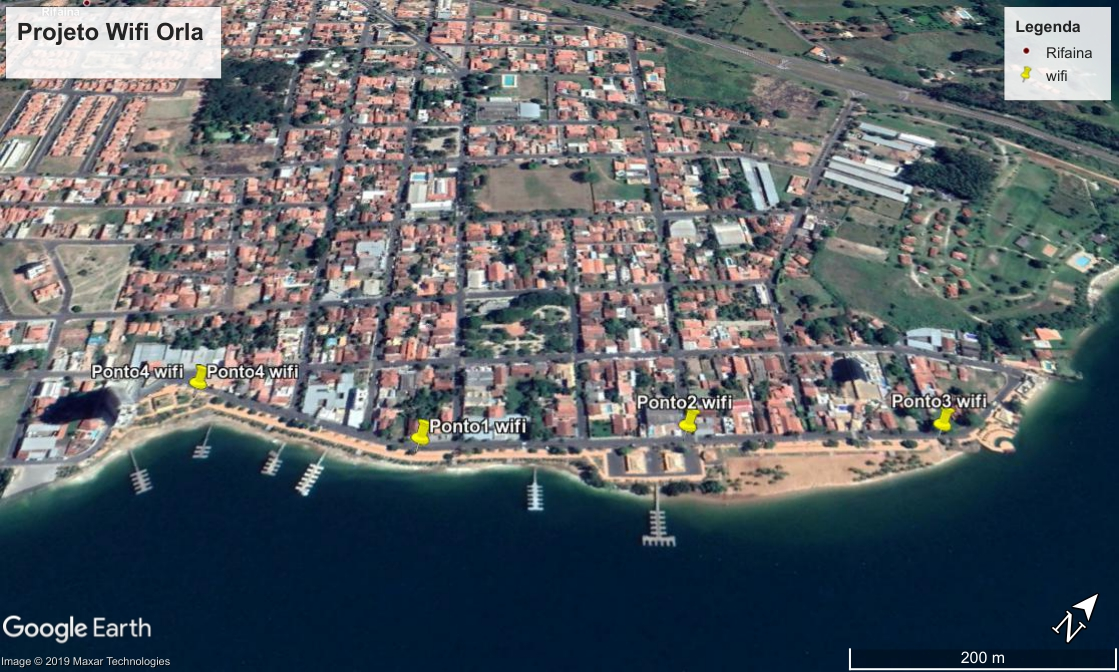 Rifaina
Projeto Wifi Orla
Legenda
Rifaina
wifi
Ponto4 wifi
Ponto4 wifi
Ponto1 wifi
Ponto2 wifi
Ponto3 wifi
Google Earth
Image © 2019 Maxar Technologies
N
200 m